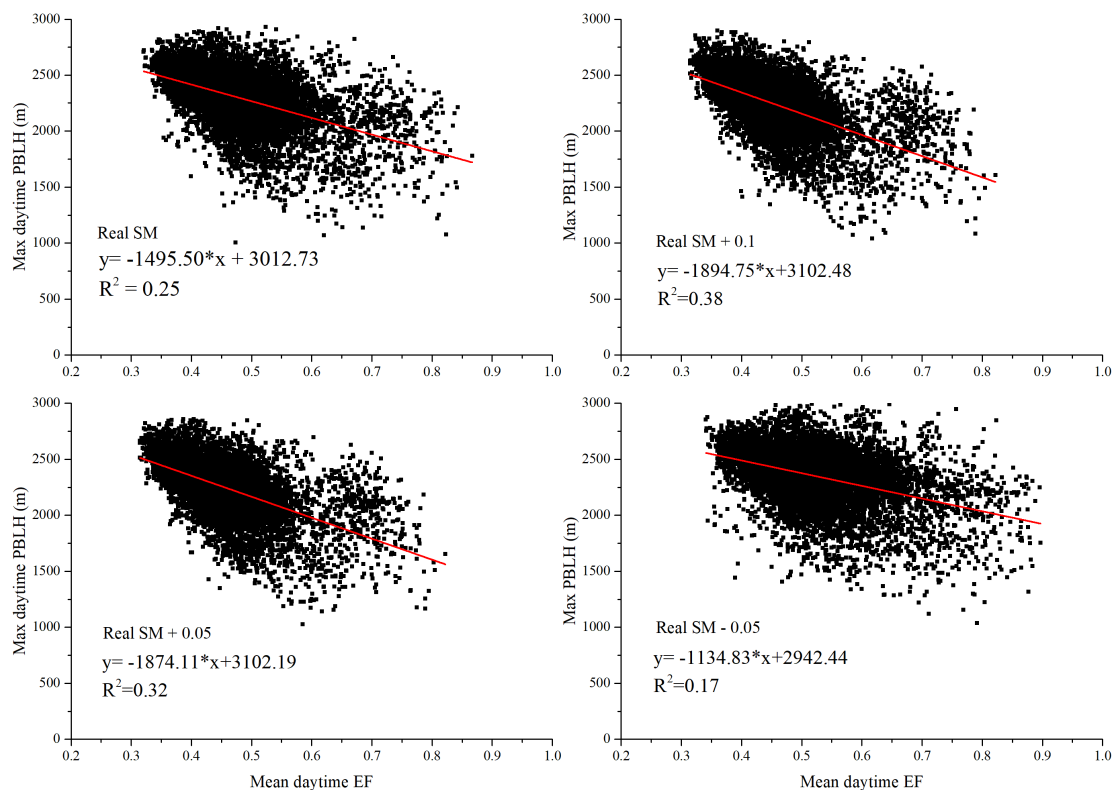 3000
2500
2000
1500
1000
500
0
Max daytime PBLH (m)
Real SM
y= -1495.50*x + 3012.73
R² = 0.25
0.2 0.3 0.4 0.5 0.6 0.7 0.8 0.9 1.0
3000
2500
2000
1500
1000
500
0
Max PBLH (m)
Real SM + 0.1
y= -1894.75*x+3102.48
R²=0.38
0.2 0.3 0.4 0.5 0.6 0.7 0.8 0.9 1.0
3000
2500
2000
1500
1000
500
0
Max daytime PBLH (m)
Real SM + 0.05
y= -1874.11*x+3102.19
R²=0.32
0.2 0.3 0.4 0.5 0.6 0.7 0.8 0.9 1.0
Mean daytime EF
3000
2500
2000
1500
1000
500
0
Max PBLH (m)
Real SM - 0.05
y= -1134.83*x+2942.44
R²=0.17
0.2 0.3 0.4 0.5 0.6 0.7 0.8 0.9 1.0
Mean daytime EF